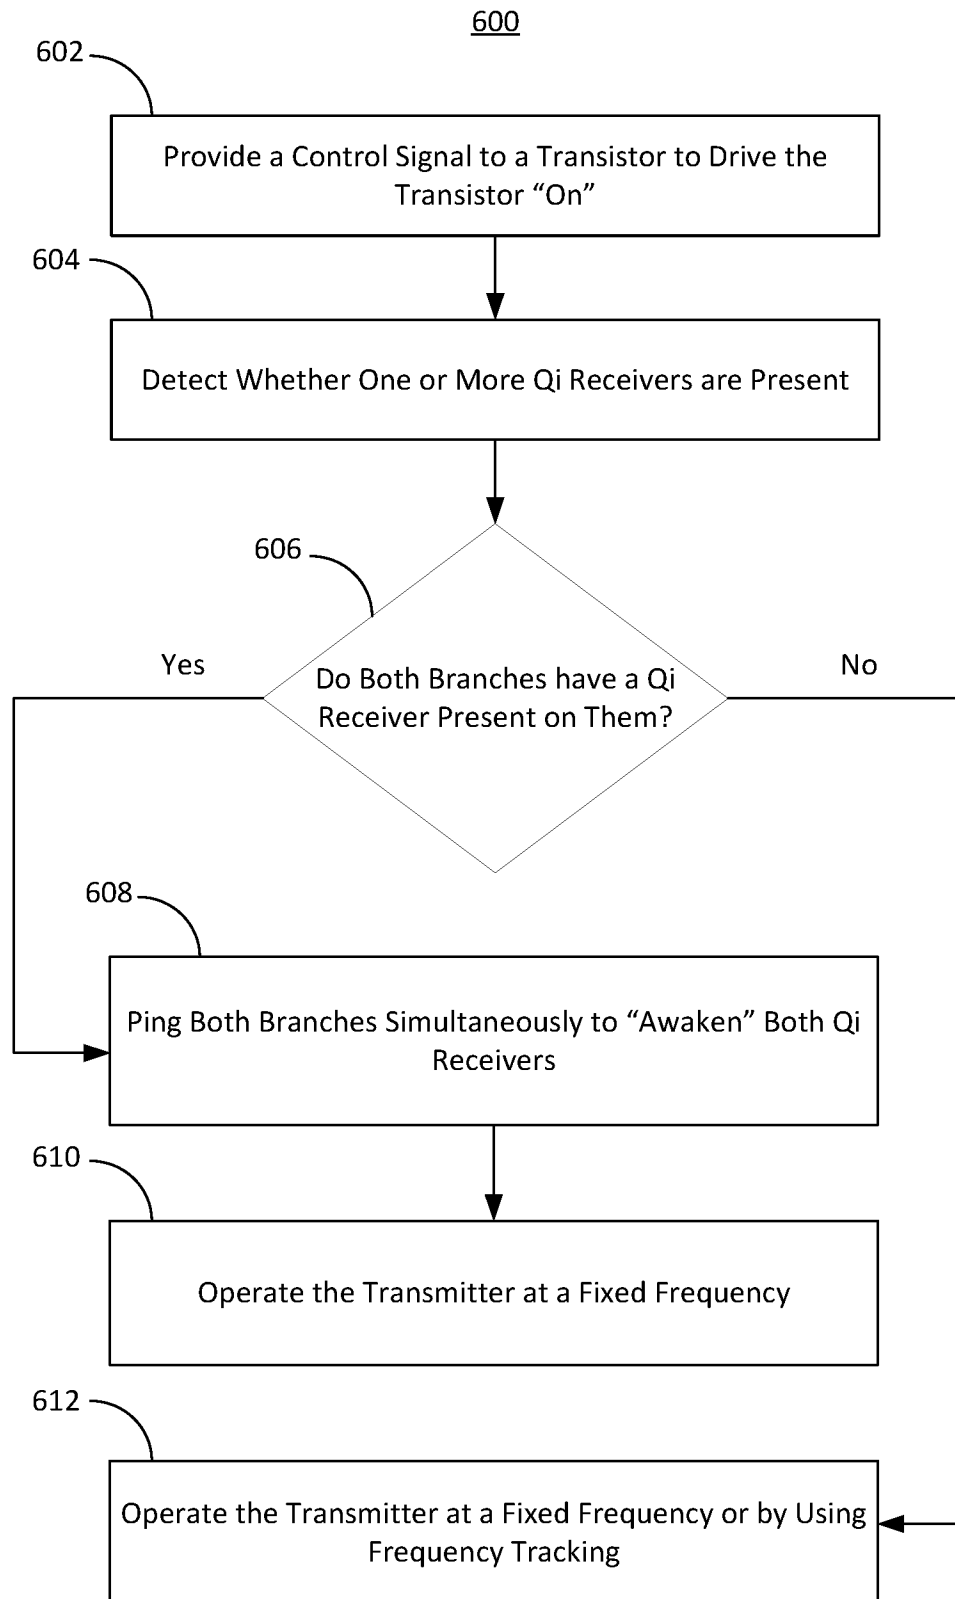 600
602
Provide a Control Signal to a Transistor to Drive the
Transistor “On”
604
Detect Whether One or More Qi Receivers are Present
606
Yes
No
Do Both Branches have a Qi
Receiver Present on Them?
608
Ping Both Branches Simultaneously to “Awaken” Both Qi
Receivers
610
Operate the Transmitter at a Fixed Frequency
612
Operate the Transmitter at a Fixed Frequency or by Using
Frequency Tracking